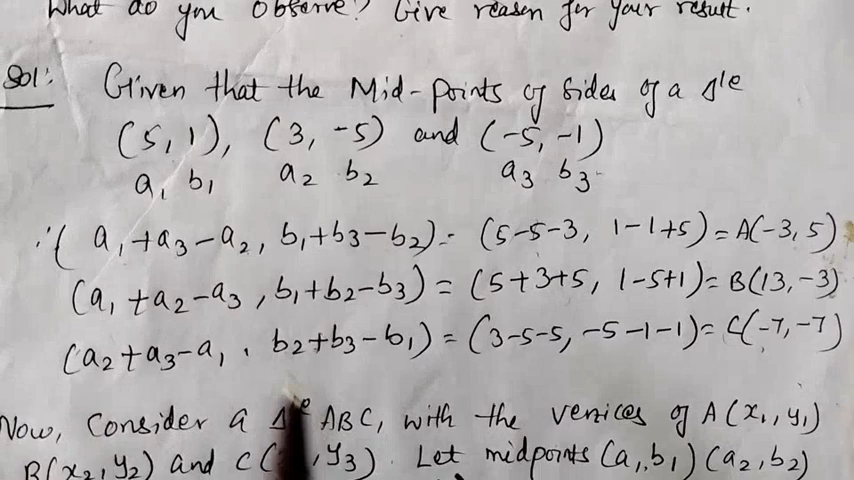 What do you Observe? Give reason for your result.
Sol: Given that the Mid-points of sides of a Δle
(5, 1), (3, -5) and (-5, -1)
a1 b1 a2 b2 a3 b3
∴ (a1+a3-a2, b1+b3-b2) = (5-5-3, 1-1+5) = A(-3, 5)
(a1+a2-a3, b1+b2-b3) = (5+3+5, 1-5+1) = B(13, -3)
(a2+a3-a1, b2+b3-b1) = (3-5-5, -5-1-1) = C(-7, -7)
Now, Consider a Δle ABC, with the verices of A(x1, y1)
B(x2, y2) and C( , y3). Let midpoints (a1, b1) (a2, b2)